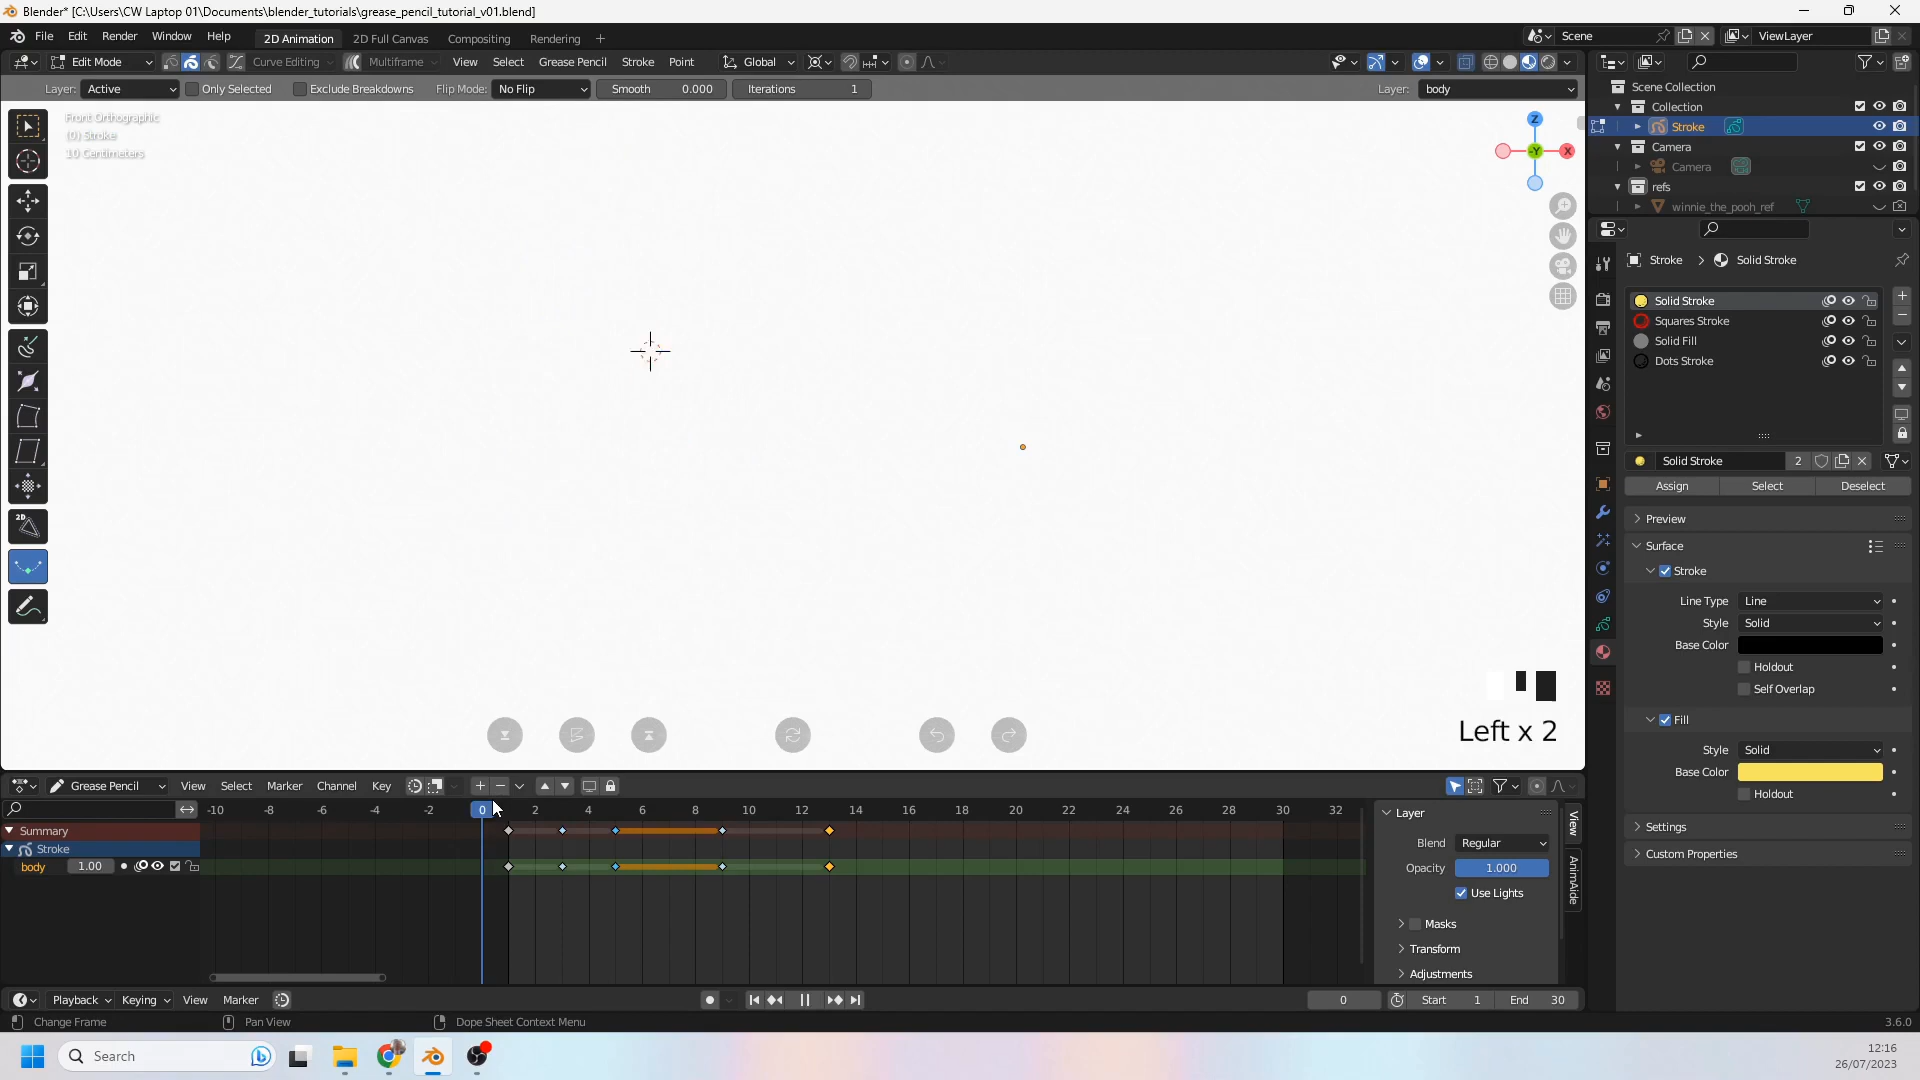 Blender* [C:\Users\CW Laptop 01\Documents\blender_tutorials\grease_pencil_tutorial_v01.blend]
File Edit Render Window Help 2D Animation 2D Full Canvas Compositing Rendering + Scene ViewLayer
Edit Mode Curve Editing Multiframe View Select Grease Pencil Stroke Point Global
Layer: Active Only Selected Exclude Breakdowns Flip Mode: No Flip Smooth 0.000 Iterations 1 Layer: body
Front Orthographic
(0) Stroke
10 Centimeters
Z
-Y X
2D
Left x 2
Scene Collection
Collection
Stroke
Camera
Camera
refs
winnie_the_pooh_ref
Stroke > Solid Stroke
Solid Stroke
Squares Stroke
Solid Fill
Dots Stroke
Solid Stroke 2
Assign Select Deselect
Preview
Surface
Stroke
Line Type Line
Style Solid
Base Color
Holdout
Self Overlap
Fill
Style Solid
Base Color
Holdout
Settings
Custom Properties
Grease Pencil View Select Marker Channel Key
-10 -8 -6 -4 -2 0 2 4 6 8 10 12 14 16 18 20 22 24 26 28 30 32
Summary
Stroke
body 1.00
Layer
Blend Regular
Opacity 1.000
Use Lights
Masks
Transform
Adjustments
View
AnimAide
Playback Keying View Marker 0 Start 1 End 30
Change Frame Pan View Dope Sheet Context Menu 3.6.0
Search
12:16
26/07/2023